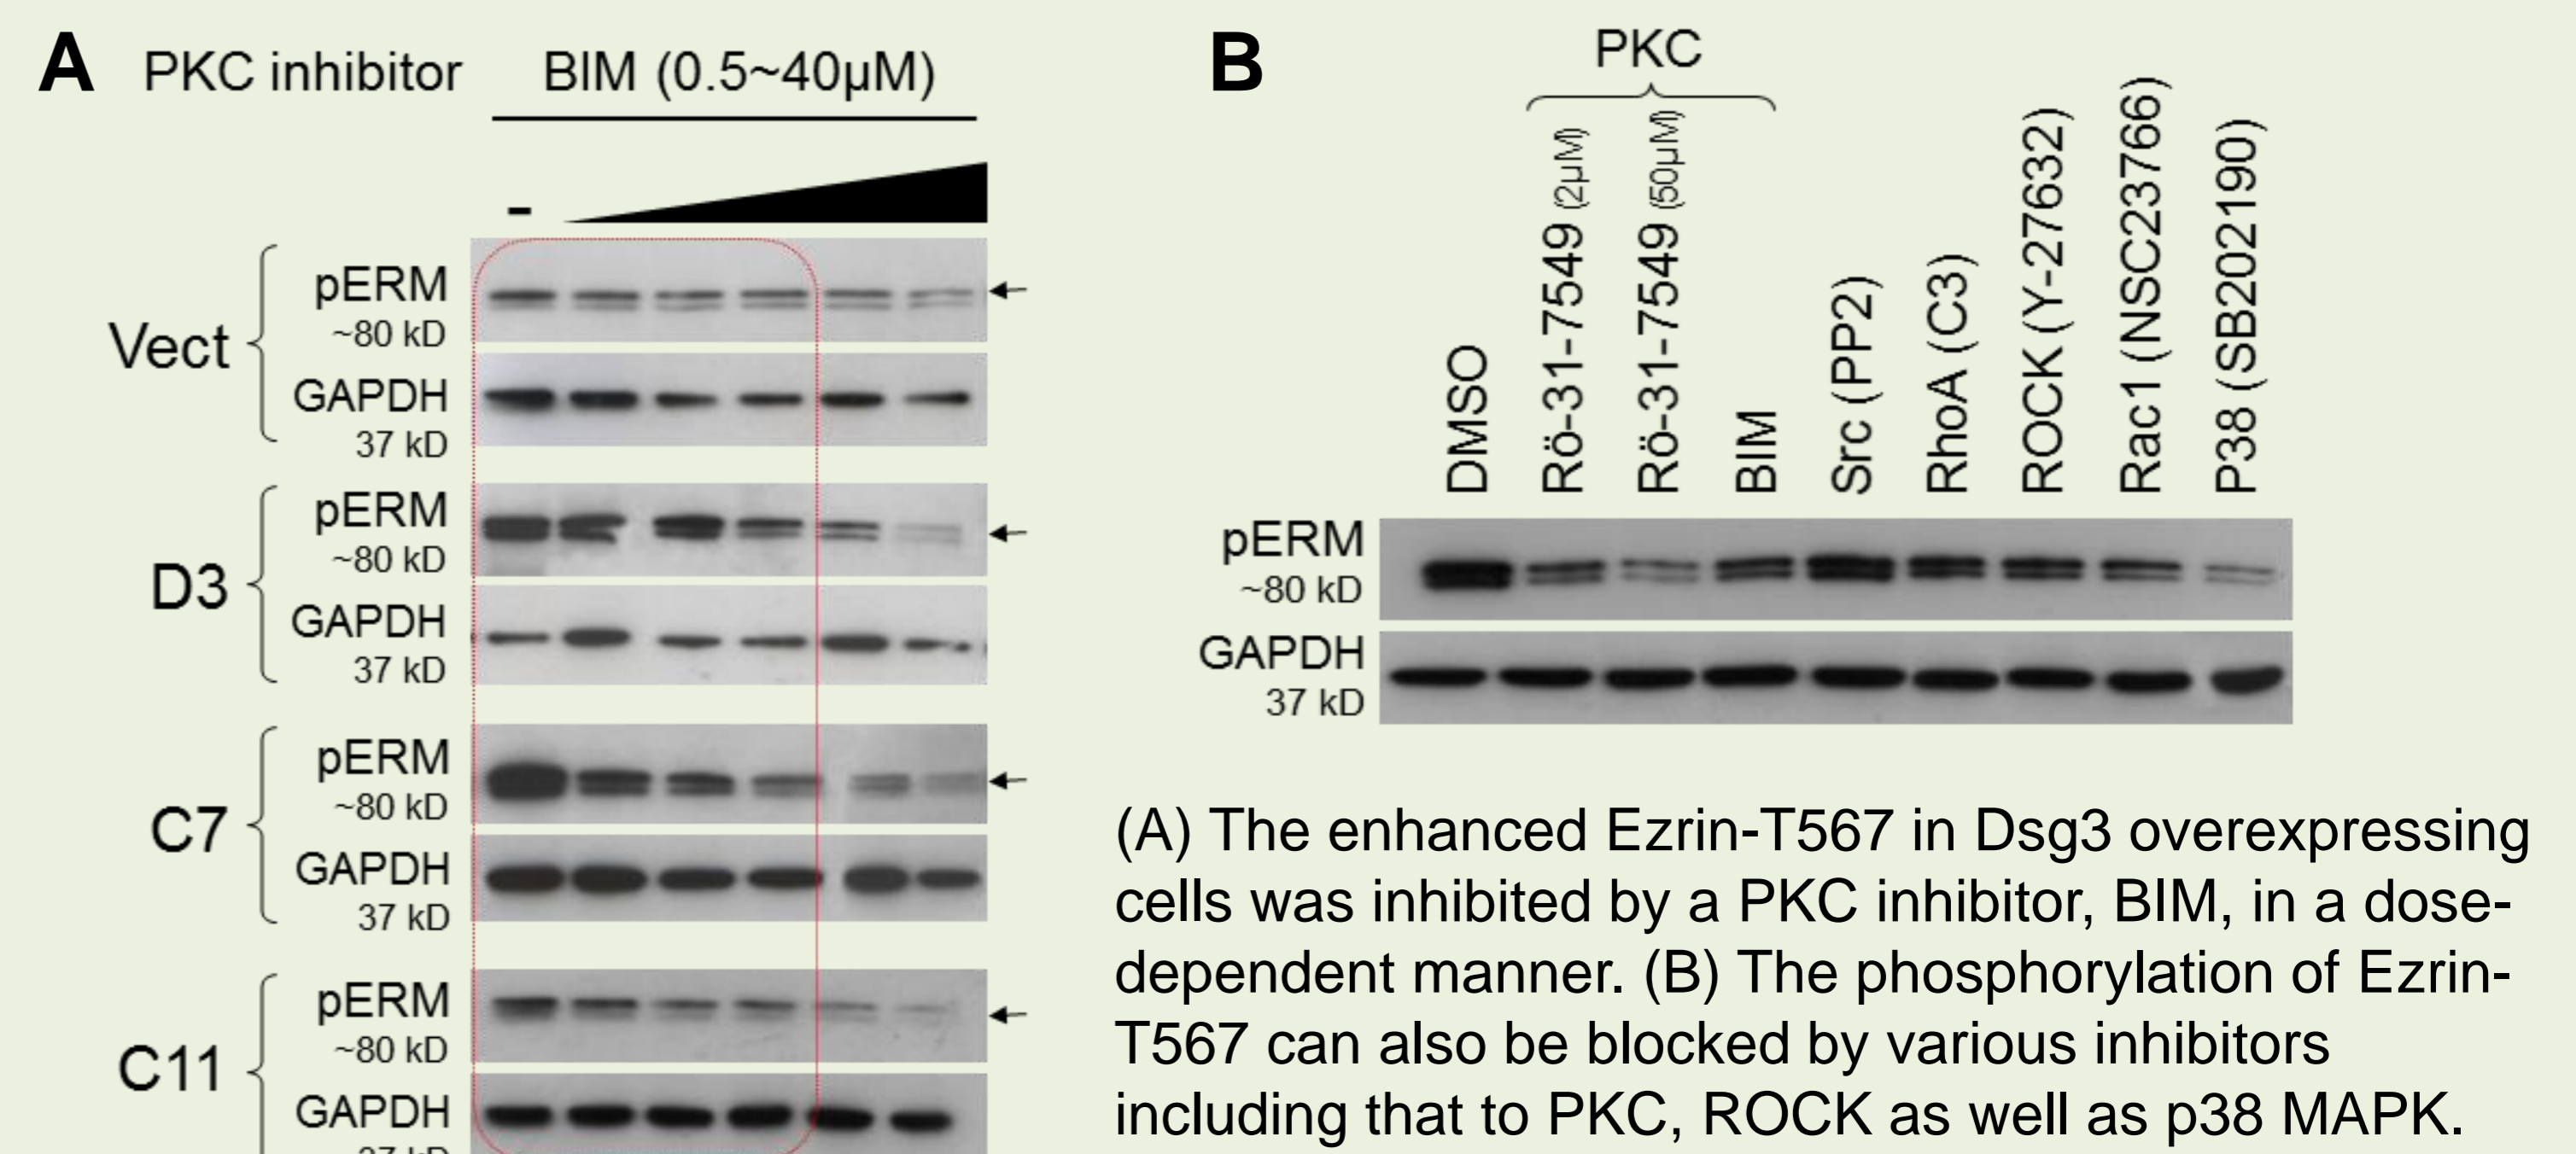 A
PKC inhibitor
BIM (0.5~40µM)
-
Vect
pERM
~80 kD
GAPDH
37 kD
D3
pERM
~80 kD
GAPDH
37 kD
C7
pERM
~80 kD
GAPDH
37 kD
C11
pERM
~80 kD
GAPDH
37 kD
B
PKC
DMSO
Rö-31-7549 (2µM)
Rö-31-7549 (50µM)
BIM
Src (PP2)
RhoA (C3)
ROCK (Y-27632)
Rac1 (NSC23766)
P38 (SB202190)
pERM
~80 kD
GAPDH
37 kD
(A) The enhanced Ezrin-T567 in Dsg3 overexpressing
cells was inhibited by a PKC inhibitor, BIM, in a dose-
dependent manner. (B) The phosphorylation of Ezrin-
T567 can also be blocked by various inhibitors
including that to PKC, ROCK as well as p38 MAPK.